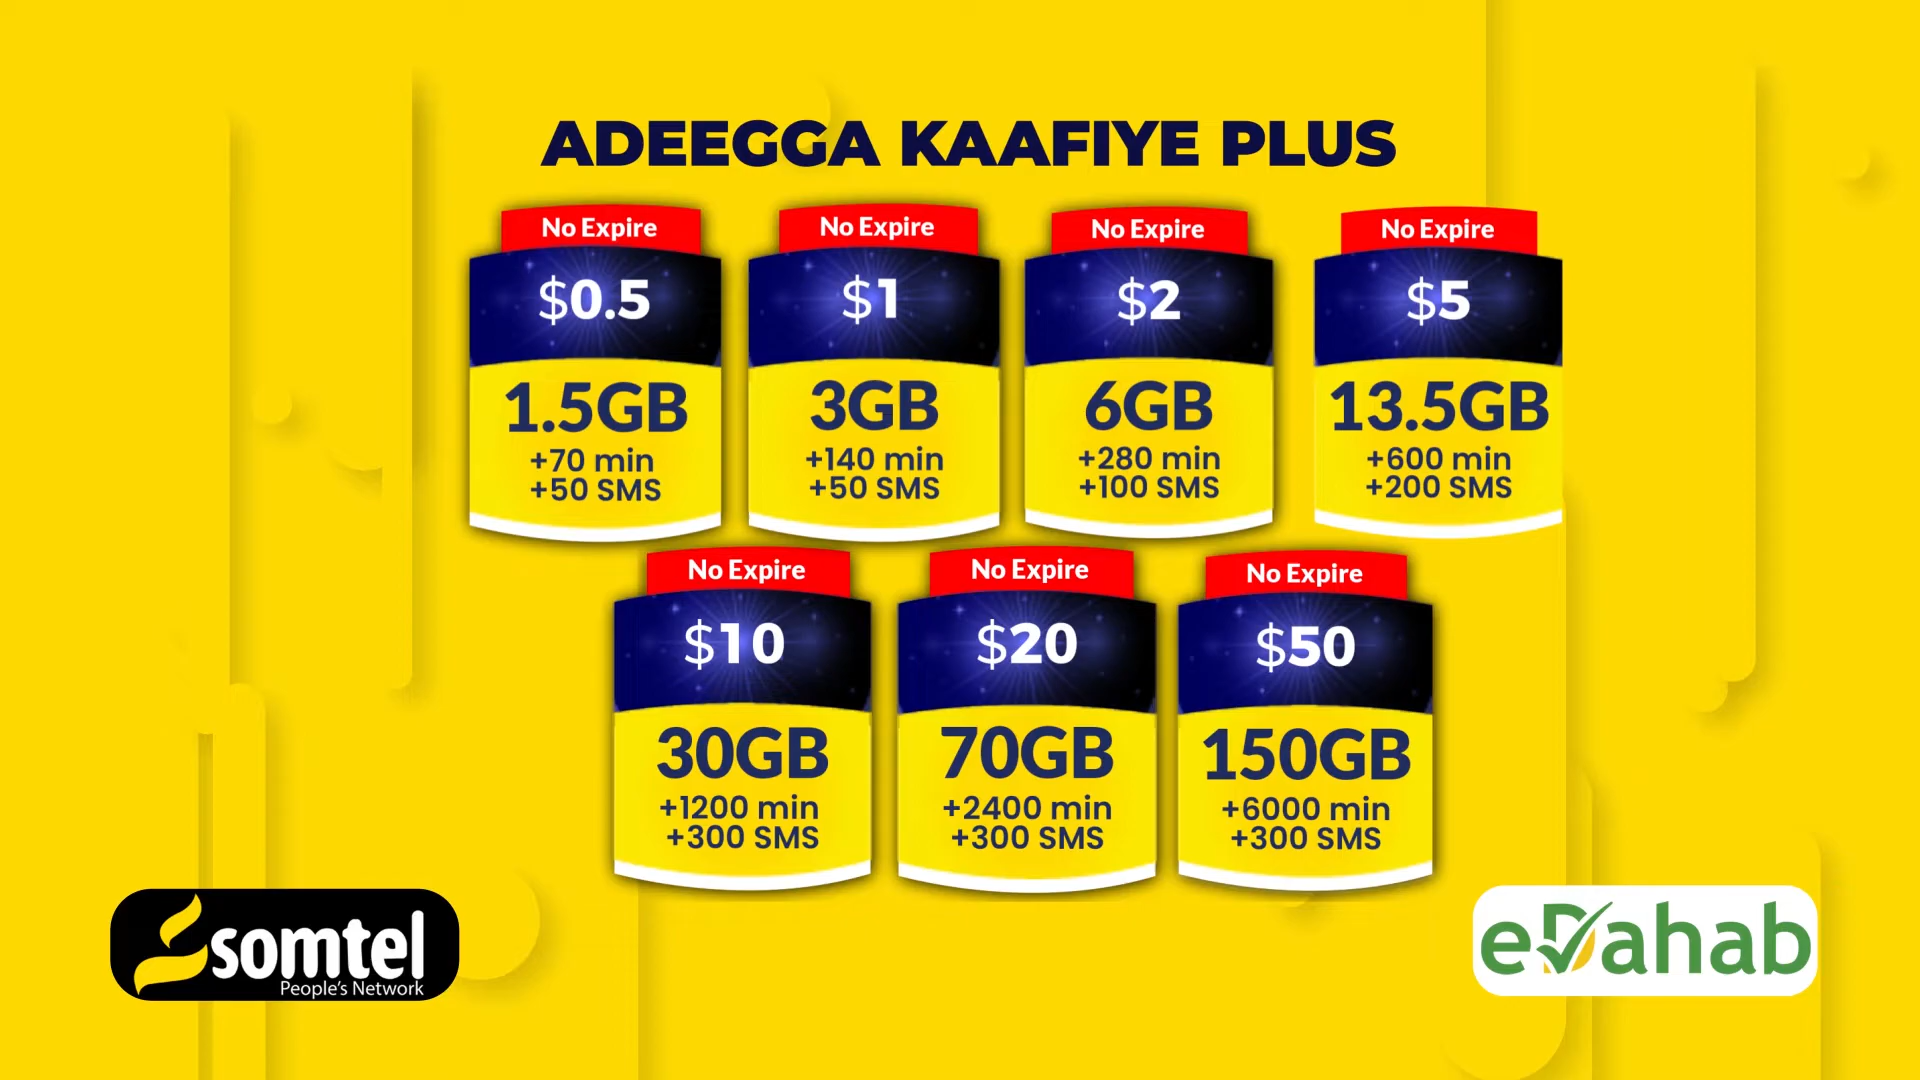 ADEEGGA KAAFIYE PLUS
No Expire
$0.5
1.5GB
+70 min
+50 SMS
No Expire
$1
3GB
+140 min
+50 SMS
No Expire
$2
6GB
+280 min
+100 SMS
No Expire
$5
13.5GB
+600 min
+200 SMS
No Expire
$10
30GB
+1200 min
+300 SMS
No Expire
$20
70GB
+2400 min
+300 SMS
No Expire
$50
150GB
+6000 min
+300 SMS
somtel
People's Network
eDahab